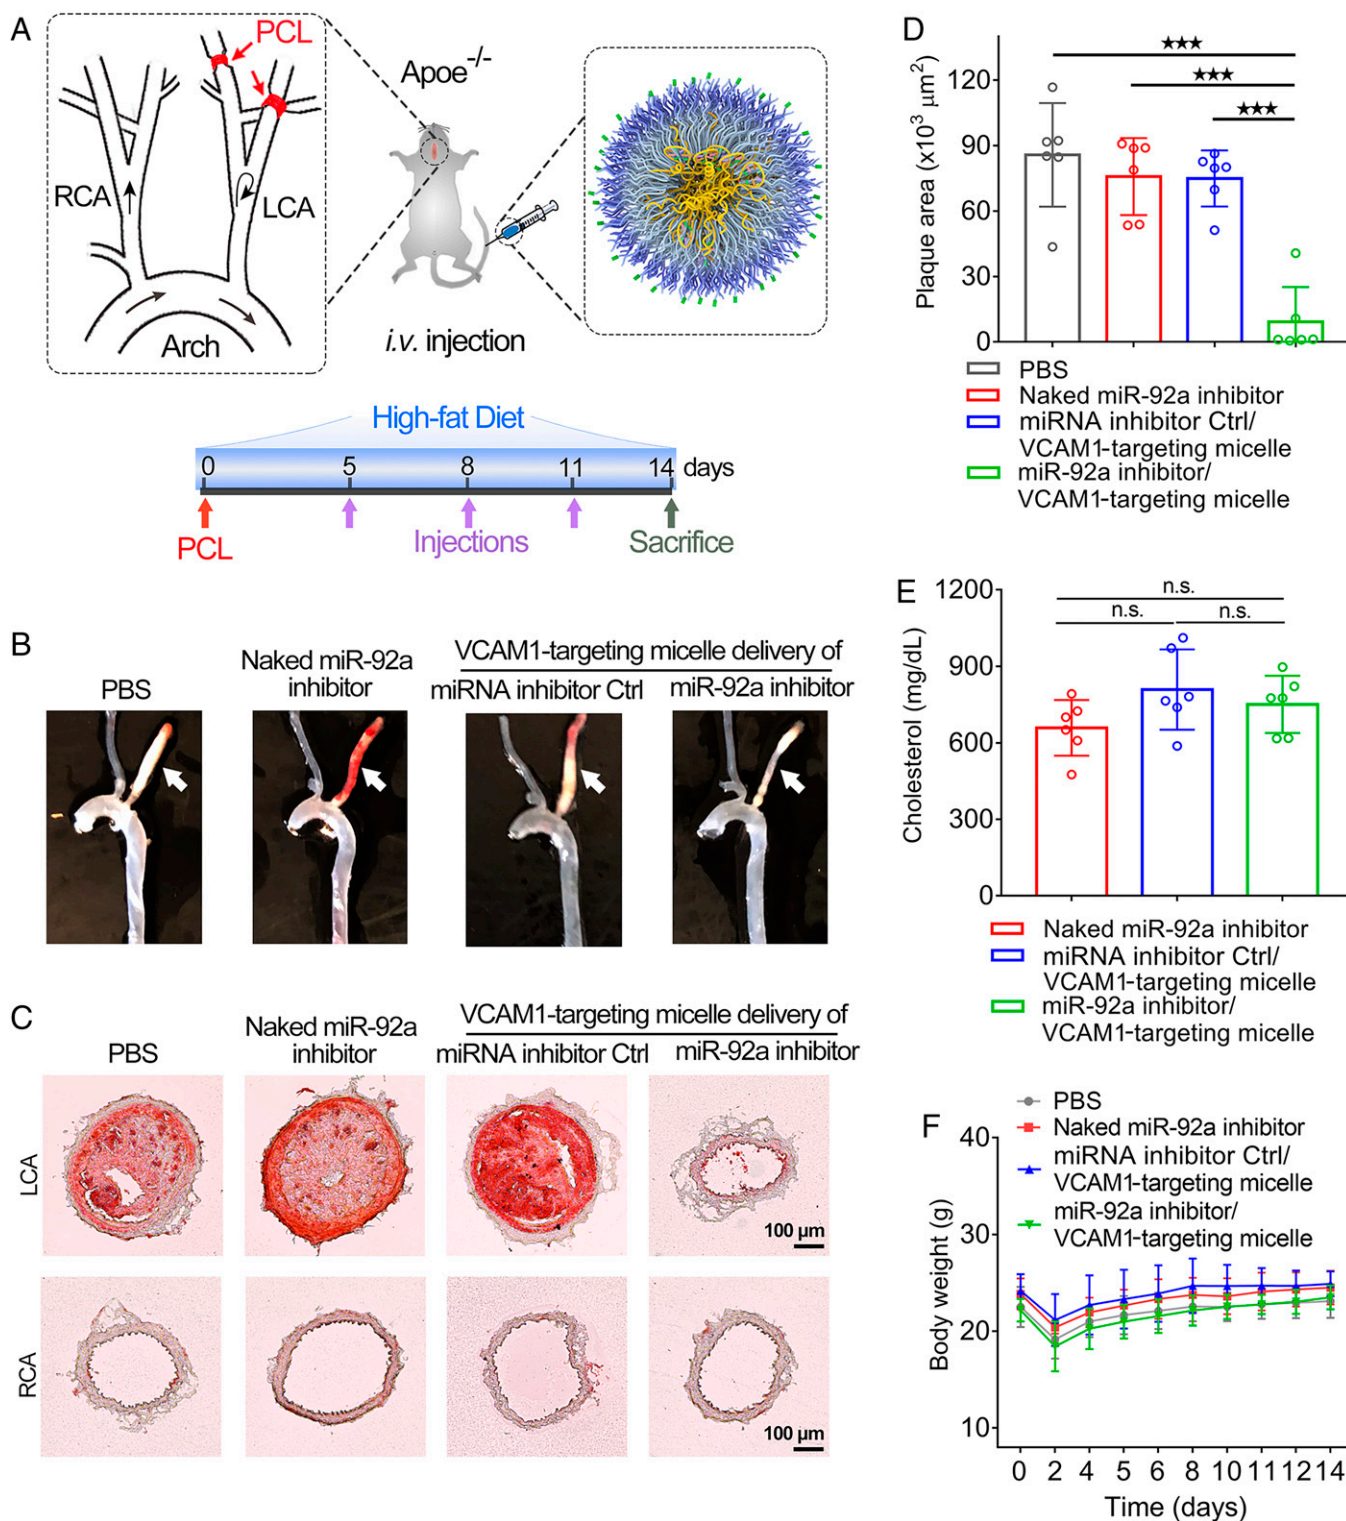 A
PCL
RCA
LCA
Arch
Apoe-/-
i.v. injection
High-fat Diet
0 5 8 11 14 days
PCL Injections Sacrifice
B
PBS
Naked miR-92a
inhibitor
VCAM1-targeting micelle delivery of
miRNA inhibitor Ctrl miR-92a inhibitor
C
PBS
Naked miR-92a
inhibitor
VCAM1-targeting micelle delivery of
miRNA inhibitor Ctrl miR-92a inhibitor
LCA
100 µm
RCA
100 µm
D
★★★
★★★
★★★
Plaque area (x10³ µm²)
120
90
60
30
0
PBS
Naked miR-92a inhibitor
miRNA inhibitor Ctrl/
VCAM1-targeting micelle
miR-92a inhibitor/
VCAM1-targeting micelle
E
n.s.
n.s. n.s.
Cholesterol (mg/dL)
1200
900
600
300
0
Naked miR-92a inhibitor
miRNA inhibitor Ctrl/
VCAM1-targeting micelle
miR-92a inhibitor/
VCAM1-targeting micelle
F
PBS
Naked miR-92a inhibitor
miRNA inhibitor Ctrl/
VCAM1-targeting micelle
miR-92a inhibitor/
VCAM1-targeting micelle
Body weight (g)
40
30
20
10
0 2 4 5 6 8 10 11 12 14
Time (days)